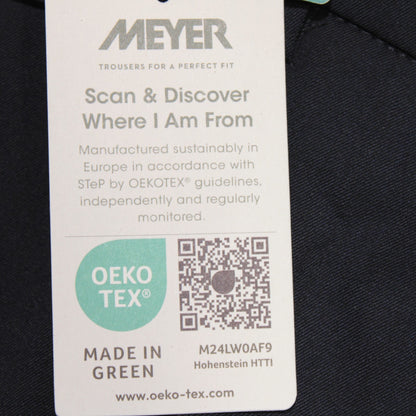 MEYER
TROUSERS FOR A PERFECT FIT
Scan & Discover
Where I Am From
Manufactured sustainably in
Europe in accordance with
STeP by OEKOTEX® guidelines,
independently and regularly
monitored.
OEKO
TEX®
MADE IN
GREEN
M24LW0AF9
Hohenstein HTTI
www.oeko-tex.com